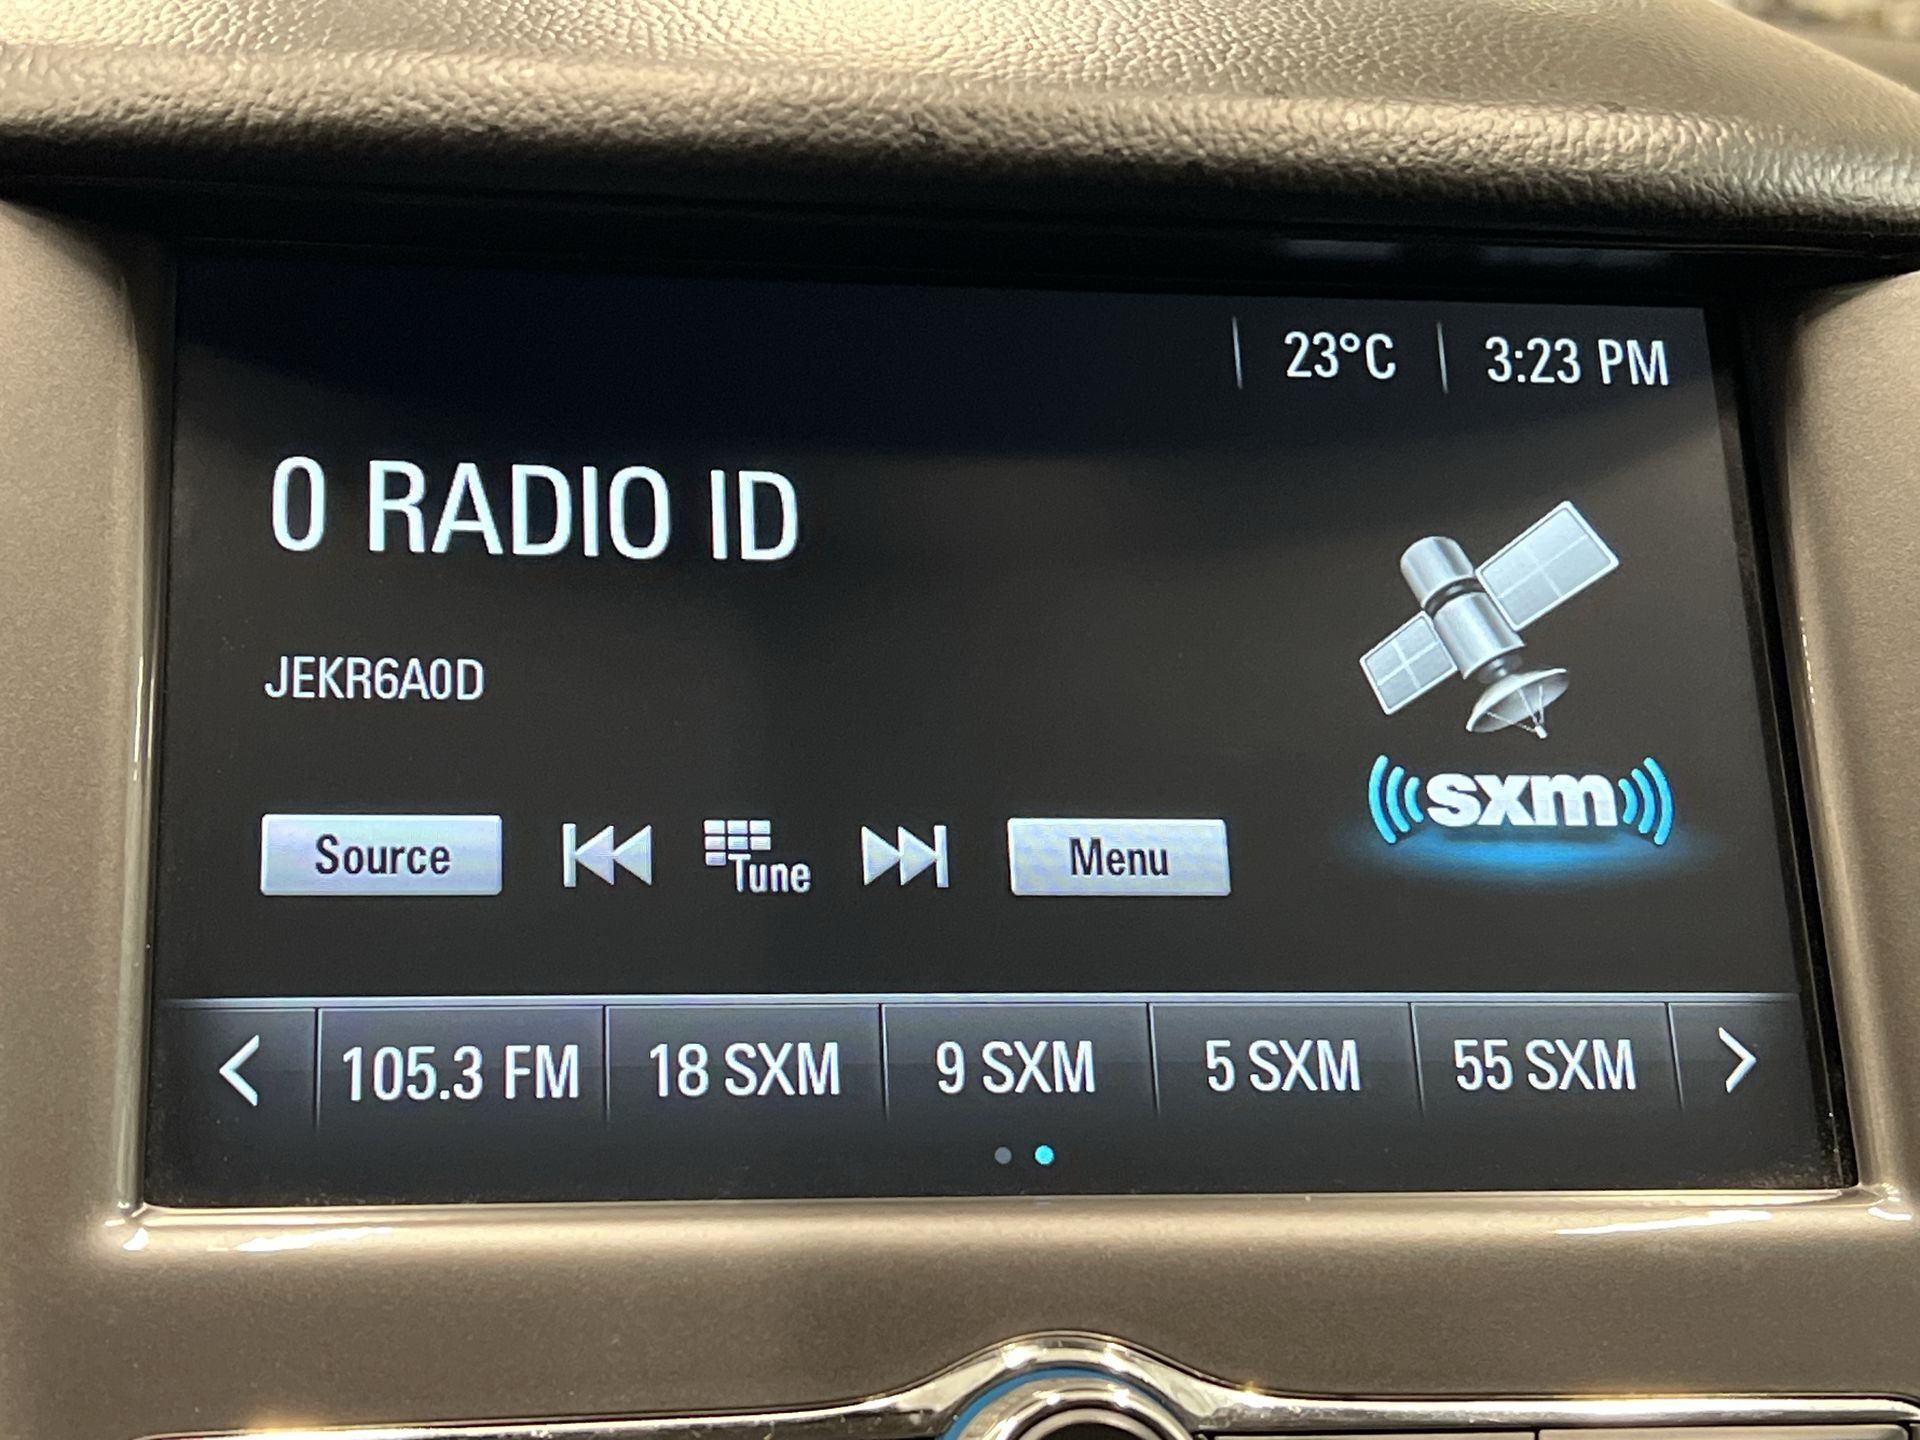 23°C 3:23 PM
0 RADIO ID
JEKR6A0D
Source Tune Menu
sxm
105.3 FM 18 SXM 9 SXM 5 SXM 55 SXM